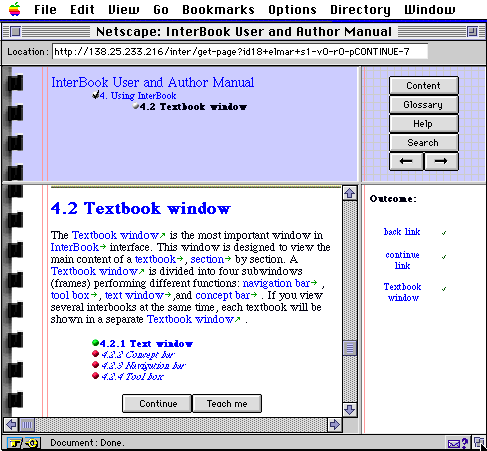 File Edit View Go Bookmarks Options Directory Window
Netscape: InterBook User and Author Manual
Location: http://138.25.233.216/inter/get-page?id18+elmar+s1-v0-r0-pCONTINUE-7
InterBook User and Author Manual
4. Using InterBook
4.2 Textbook window
Content
Glossary
Help
Search
4.2 Textbook window
The Textbook window is the most important window in
InterBook interface. This window is designed to view the
main content of a textbook, section by section. A
Textbook window is divided into four subwindows
(frames) performing different functions: navigation bar ,
tool box, text window,and concept bar . If you view
several interbooks at the same time, each textbook will be
shown in a separate Textbook window .
4.2.1 Text window
4.2.2 Concept bar
4.2.3 Navigation bar
4.2.4 Tool box
Continue
Teach me
Outcome:
back link
continue
link
Textbook
window
Document: Done.
?